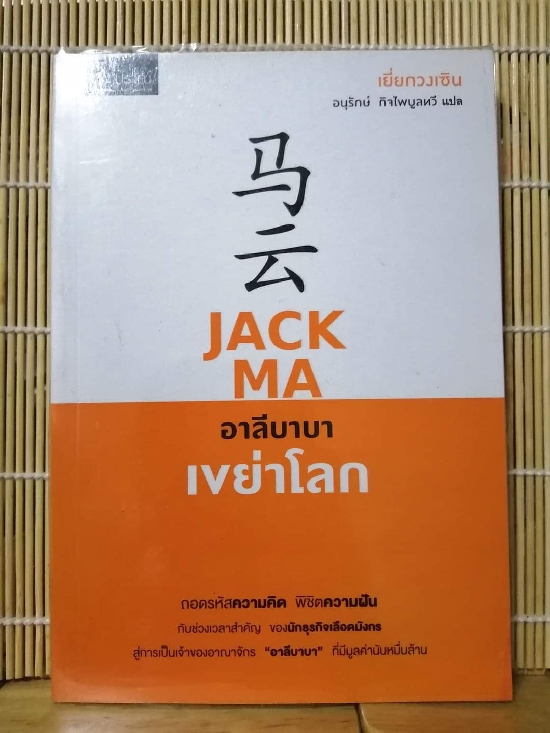 เยี่ยกวงเซิน
อนุรักษ์ กิจไพบูลทวี แปล
马
云
JACK
MA
อาลีบาบา
เขย่าโลก
ถอดรหัสความคิด พิชิตความฝัน
กับช่วงเวลาสำคัญ ของนักธุรกิจเลือดมังกร
สู่การเป็นเจ้าของอาณาจักร "อาลีบาบา" ที่มีมูลค่านับหมื่นล้าน